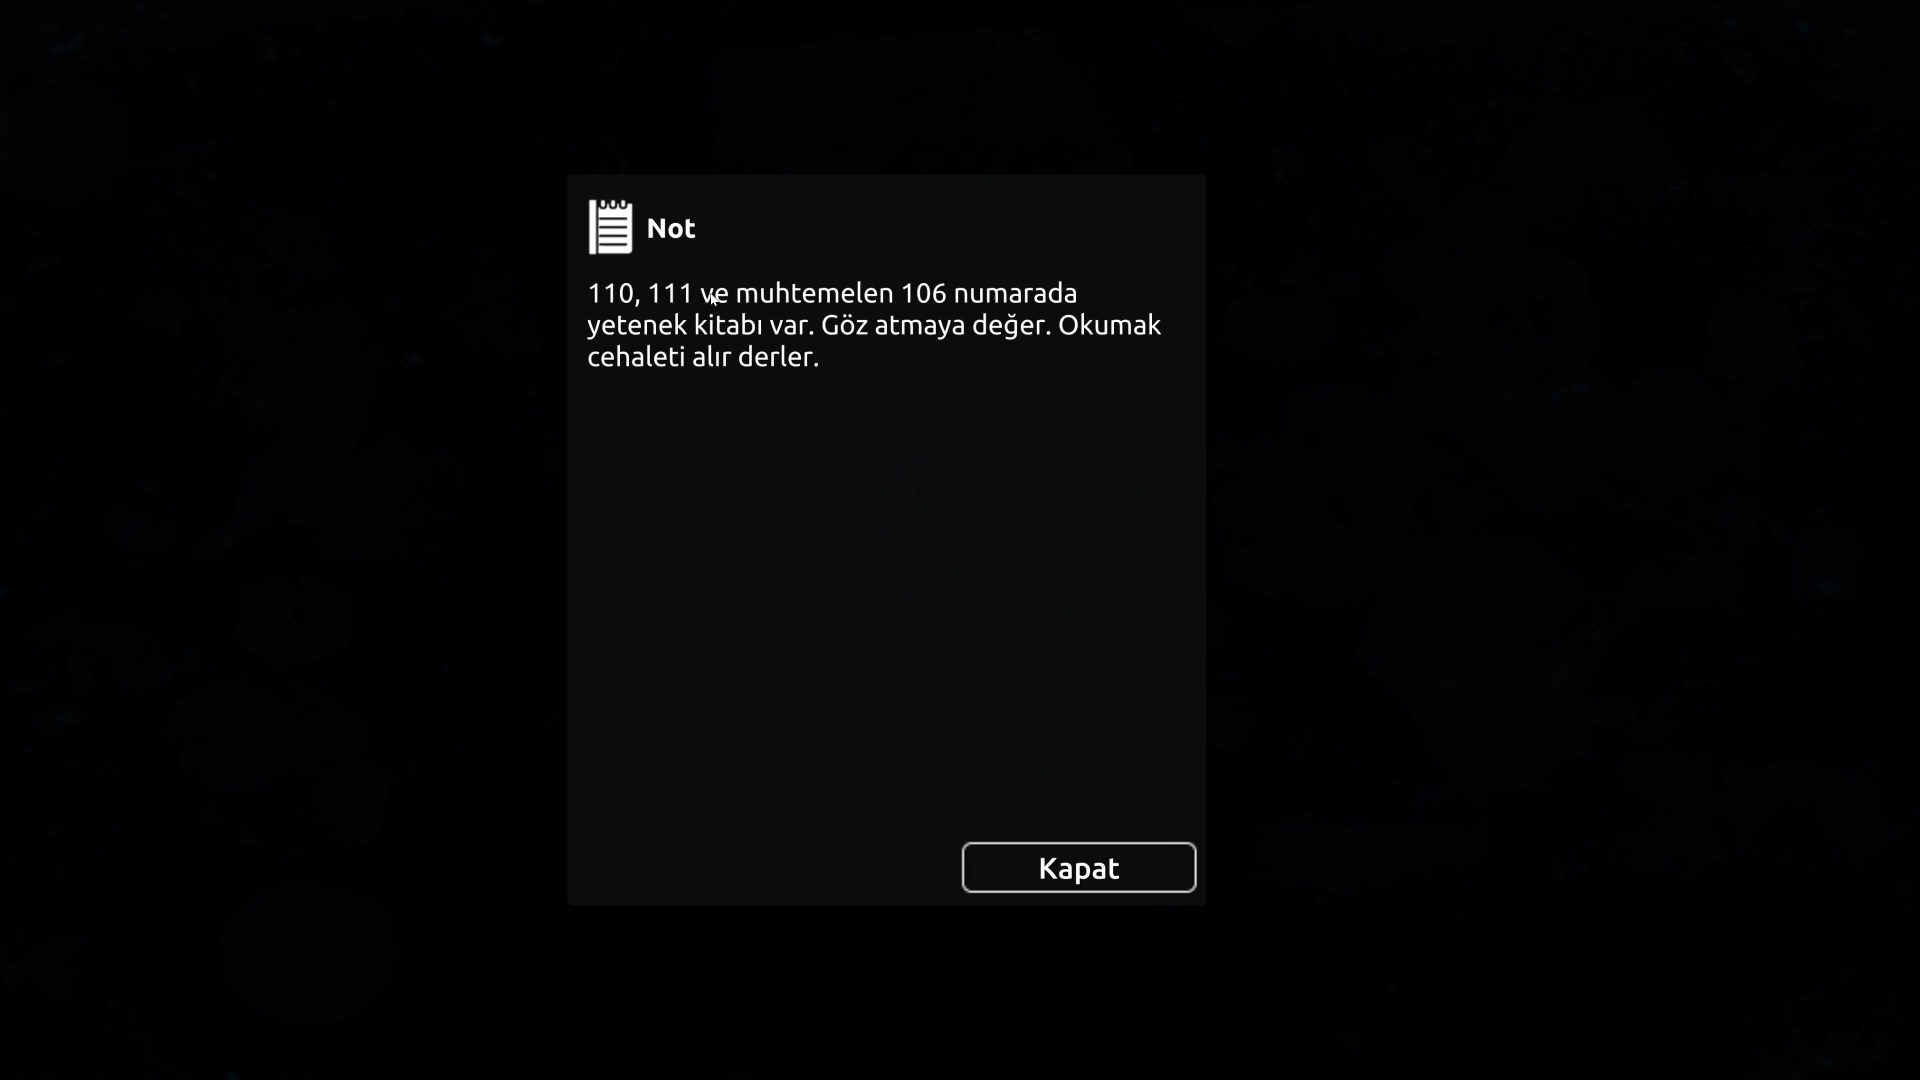 Not
110, 111 ve muhtemelen 106 numarada
yetenek kitabı var. Göz atmaya değer. Okumak
cehaleti alır derler.
Kapat